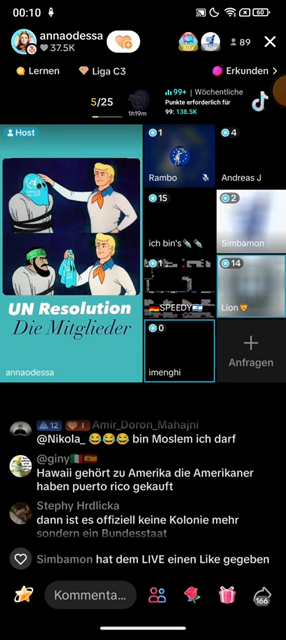 00:10
60
annaodessa
37.5K
89
Lernen
Liga C3
Erkunden
5/25
1h19m
99+ | Wöchentliche
Punkte erforderlich für
99: 138.5K
Host
1
Rambo
4
Andreas J
15
ich bin's
2
Simbamon
1
SPEEDY
14
Lion
UN Resolution
Die Mitglieder
annaodessa
0
imenghi
Anfragen
12 1 Amir_Doron_Mahajni
@Nikola_ 😂😂😂 bin Moslem ich darf
@giny🇮🇹🇪🇸
Hawaii gehört zu Amerika die Amerikaner
haben puerto rico gekauft
Stephy Hrdlicka
dann ist es offiziell keine Kolonie mehr
sondern ein Bundesstaat
Simbamon hat dem LIVE einen Like gegeben
Kommenta...
166